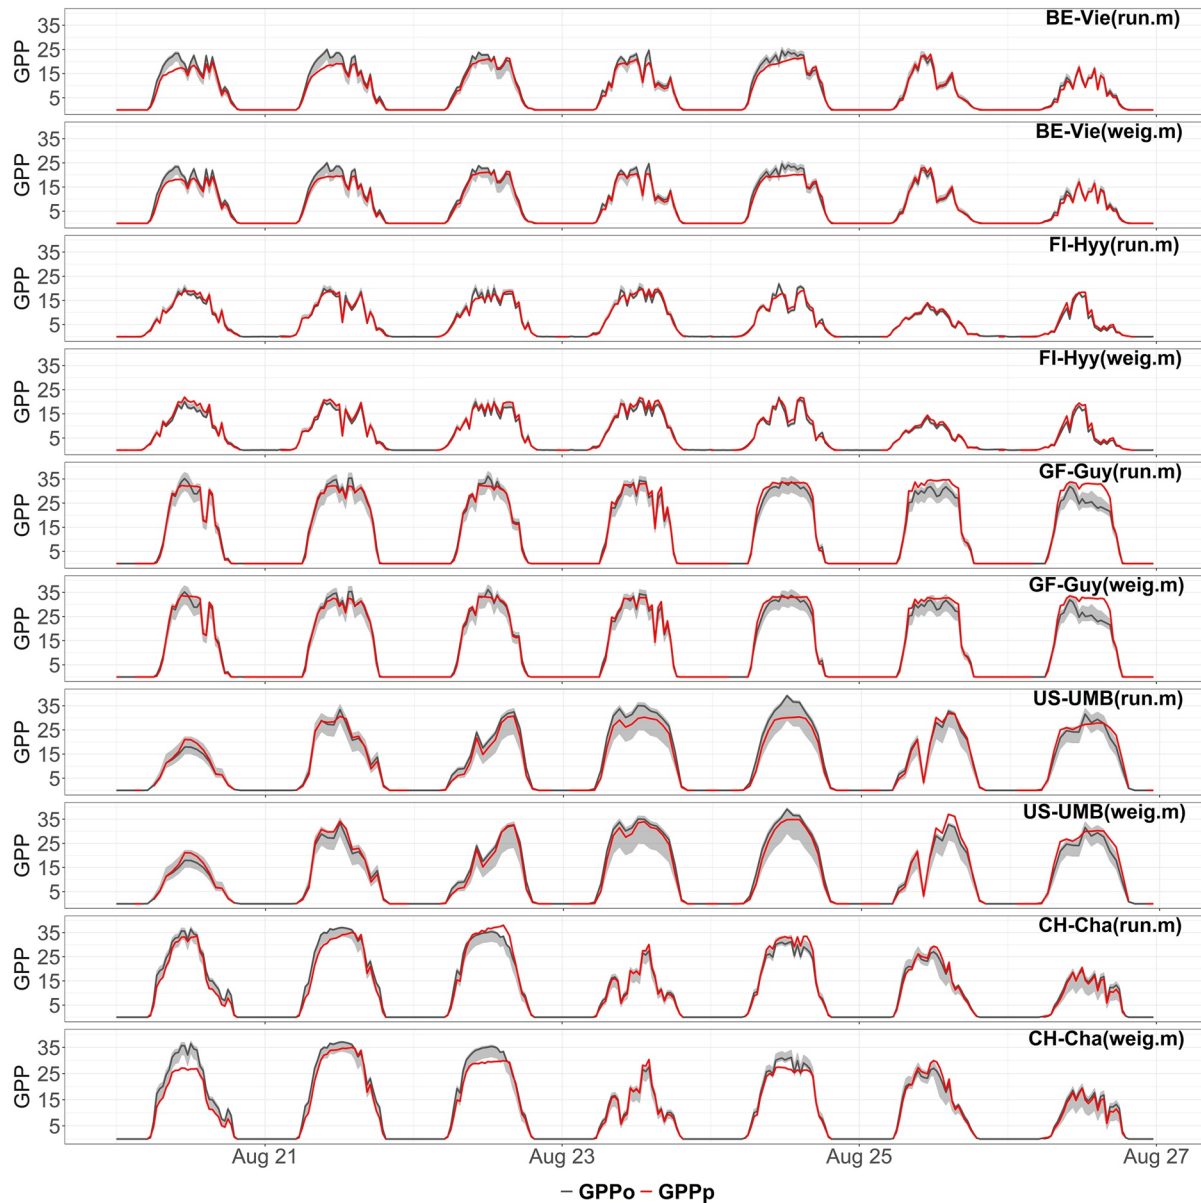 BE-Vie(run.m)
GPP
35
25
15
5
BE-Vie(weig.m)
GPP
35
25
15
5
FI-Hyy(run.m)
GPP
35
25
15
5
FI-Hyy(weig.m)
GPP
35
25
15
5
GF-Guy(run.m)
GPP
35
25
15
5
GF-Guy(weig.m)
GPP
35
25
15
5
US-UMB(run.m)
GPP
35
25
15
5
US-UMB(weig.m)
GPP
35
25
15
5
CH-Cha(run.m)
GPP
35
25
15
5
CH-Cha(weig.m)
GPP
35
25
15
5
Aug 21 Aug 23 Aug 25 Aug 27
GPPo GPPp